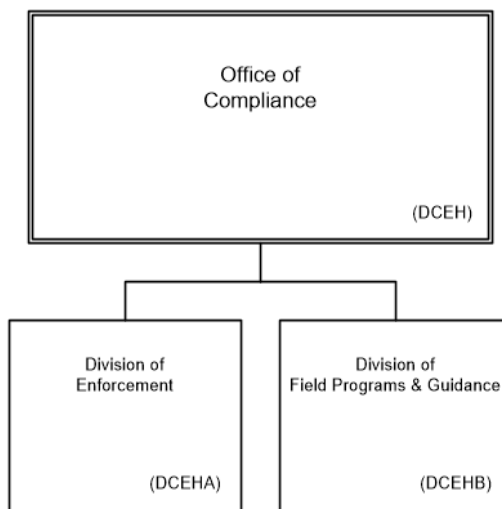 Office of
Compliance
(DCEH)
Division of
Enforcement
(DCEHA)
Division of
Field Programs & Guidance
(DCEHB)